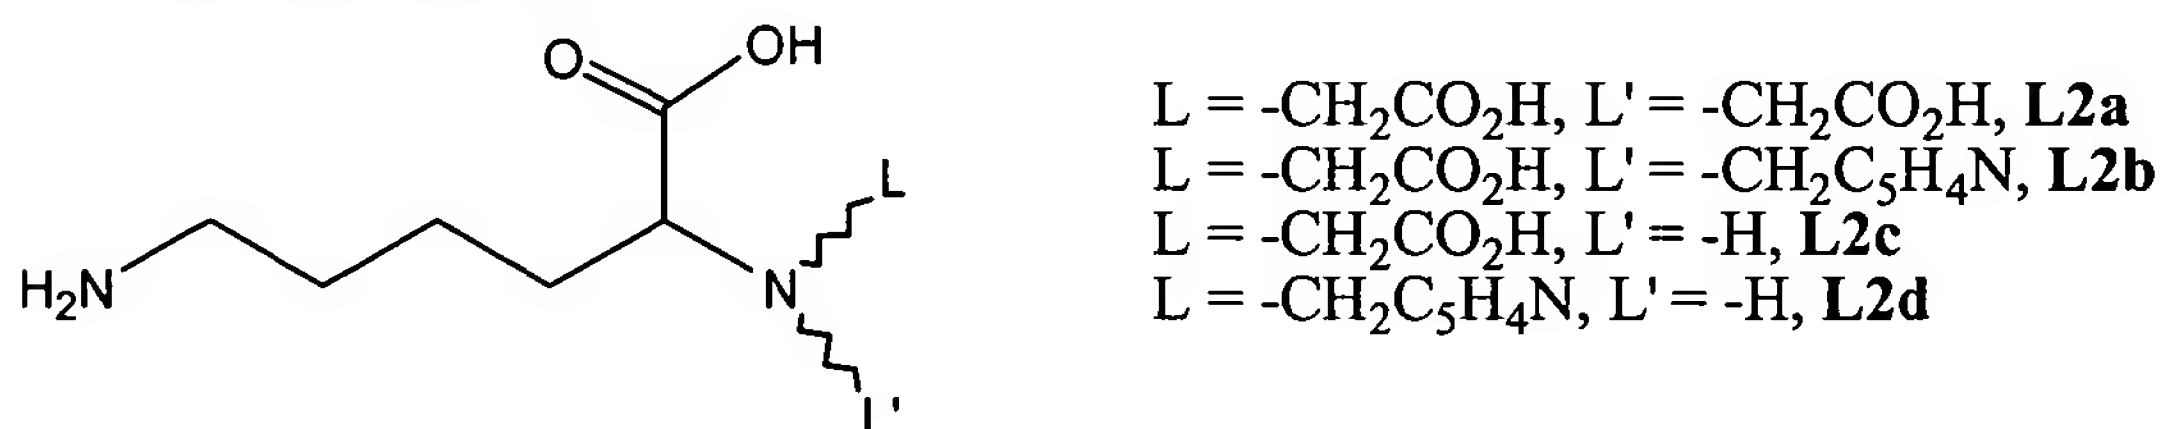 O
OH
L
H₂N
N
L'
L = -CH₂CO₂H, L' = -CH₂CO₂H, L2a
L = -CH₂CO₂H, L' = -CH₂C₅H₄N, L2b
L = -CH₂CO₂H, L' = -H, L2c
L = -CH₂C₅H₄N, L' = -H, L2d